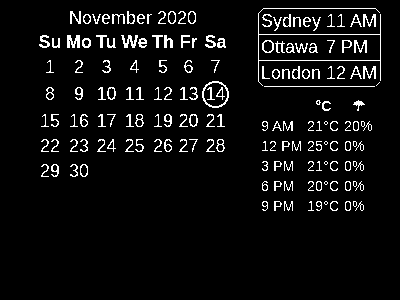 November 2020
Su Mo Tu We Th Fr Sa
1 2 3 4 5 6 7
8 9 10 11 12 13 14
15 16 17 18 19 20 21
22 23 24 25 26 27 28
29 30
Sydney 11 AM
Ottawa 7 PM
London 12 AM
°C ☂
9 AM 21°C 20%
12 PM 25°C 0%
3 PM 21°C 0%
6 PM 20°C 0%
9 PM 19°C 0%